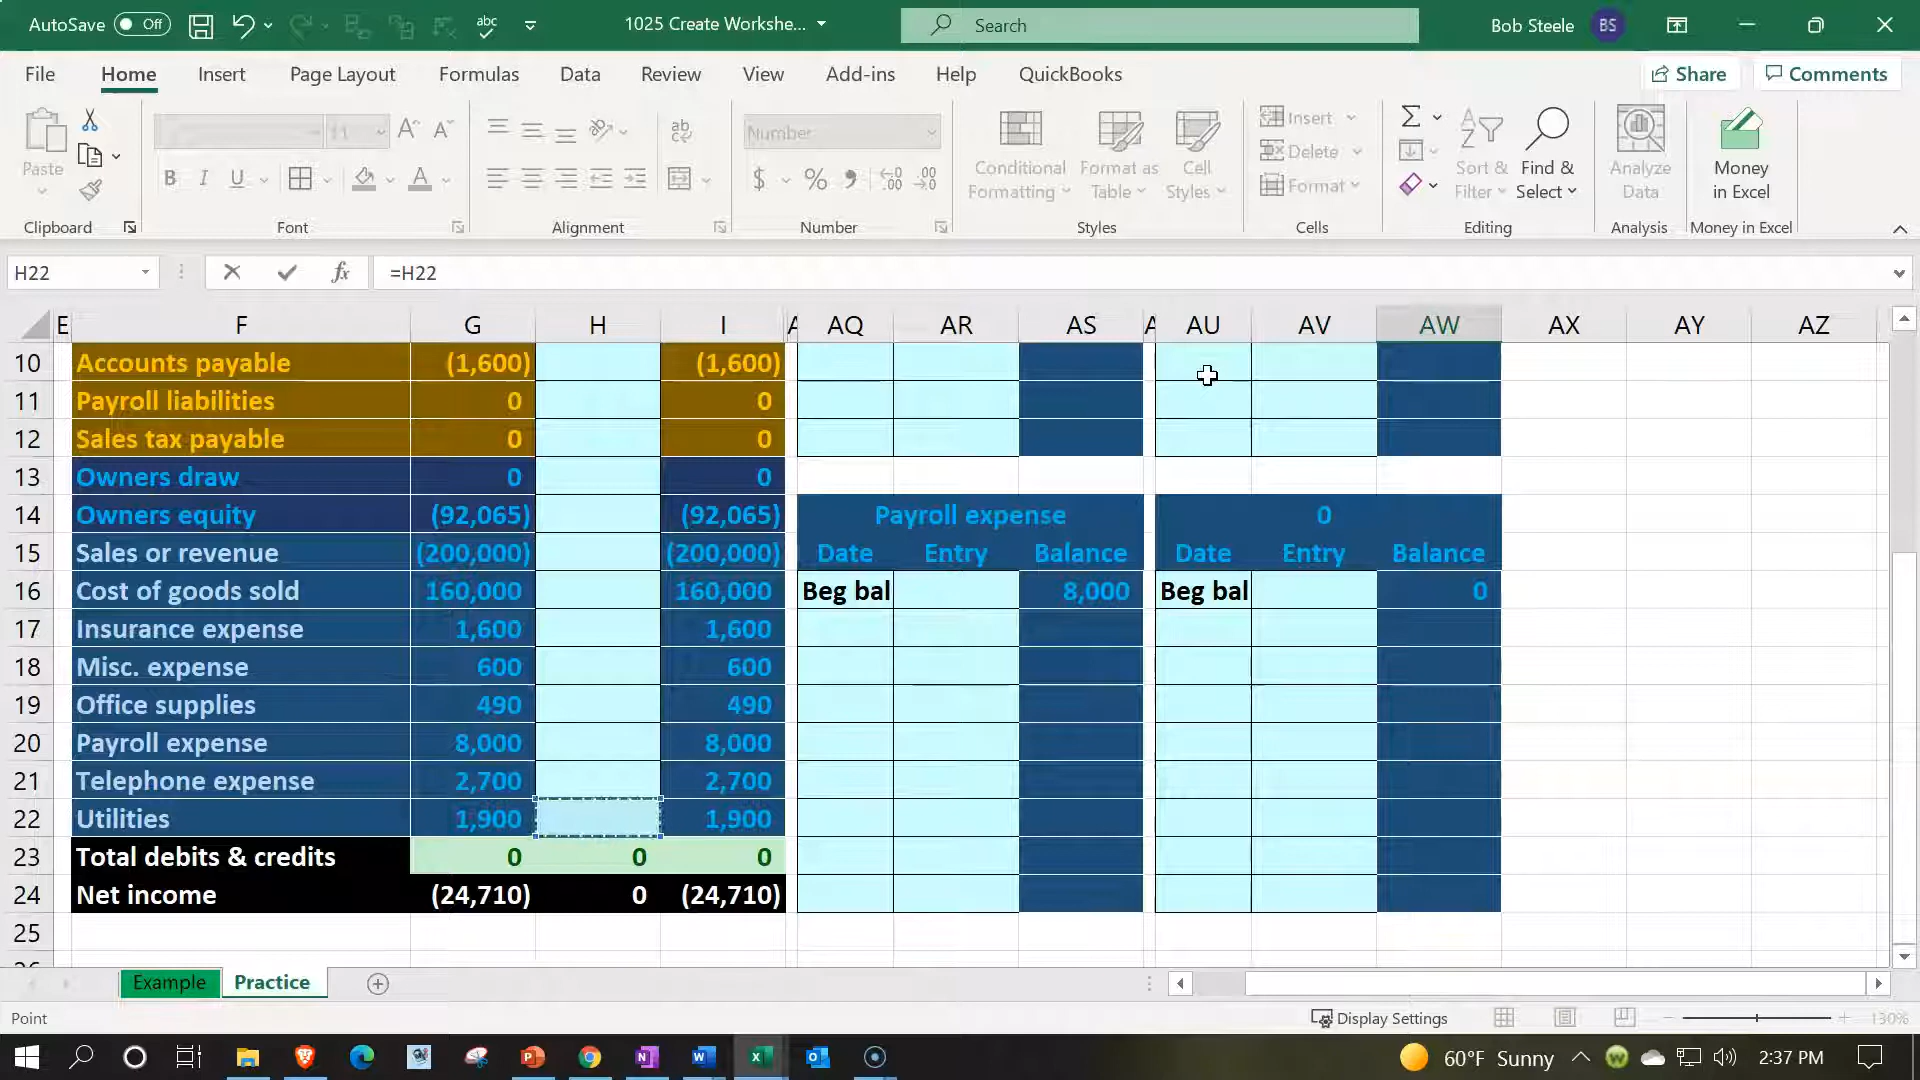 AutoSave Off abc 1025 Create Workshe... Search Bob Steele BS
File Home Insert Page Layout Formulas Data Review View Add-ins Help QuickBooks Share Comments
Paste 11 A A ab Number Conditional Formatting Format as Table Cell Styles Insert Delete Format Sort & Filter Find & Select Analyze Data Money in Excel
B I U A $ % 9 .00
Clipboard Font Alignment Number Styles Cells Editing Analysis Money in Excel
H22 fx =H22
E F G H I A AQ AR AS A AU AV AW AX AY AZ
10 Accounts payable (1,600) (1,600)
11 Payroll liabilities 0 0
12 Sales tax payable 0 0
13 Owners draw 0 0
14 Owners equity (92,065) (92,065) Payroll expense 0
15 Sales or revenue (200,000) (200,000) Date Entry Balance Date Entry Balance
16 Cost of goods sold 160,000 160,000 Beg bal 8,000 Beg bal 0
17 Insurance expense 1,600 1,600
18 Misc. expense 600 600
19 Office supplies 490 490
20 Payroll expense 8,000 8,000
21 Telephone expense 2,700 2,700
22 Utilities 1,900 1,900
23 Total debits & credits 0 0 0
24 Net income (24,710) 0 (24,710)
25
Example Practice
Point Display Settings 130%
60°F Sunny 2:37 PM